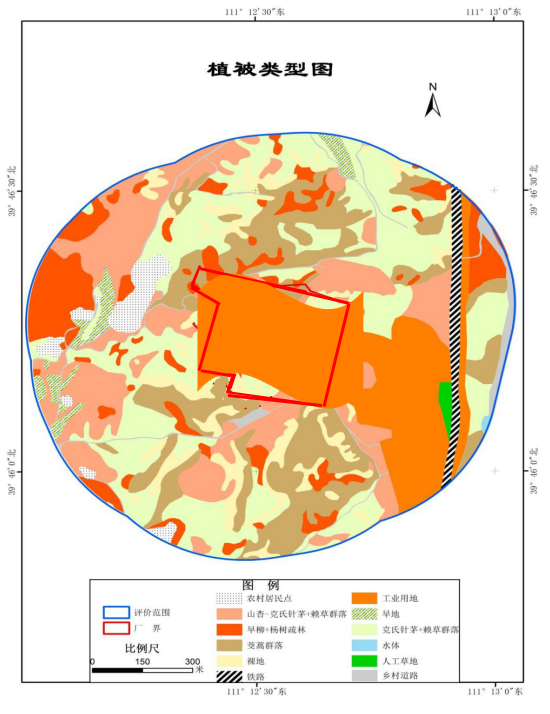 111° 12′30″东
111° 13′0″东
植被类型图
N
39° 46′30″北
39° 46′30″北
39° 46′0″北
39° 46′0″北
图 例
评价范围
厂 界
比例尺
0 150 300
米
农村居民点
山杏-克氏针茅+赖草群落
旱柳+杨树疏林
茭蒿群落
裸地
铁路
工业用地
旱地
克氏针茅+赖草群落
水体
人工草地
乡村道路
111° 12′30″东
111° 13′0″东